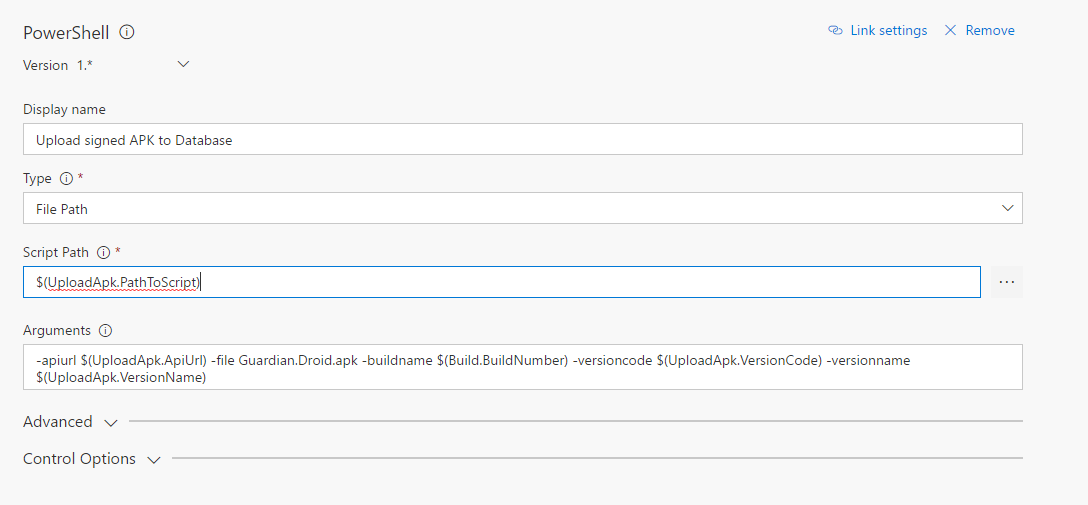 PowerShell
Link settings
Remove
Version 1.*
Display name
Upload signed APK to Database
Type *
File Path
Script Path *
$(UploadApk.PathToScript)
...
Arguments
-apiurl $(UploadApk.ApiUrl) -file Guardian.Droid.apk -buildname $(Build.BuildNumber) -versioncode $(UploadApk.VersionCode) -versionname
$(UploadApk.VersionName)
Advanced
Control Options